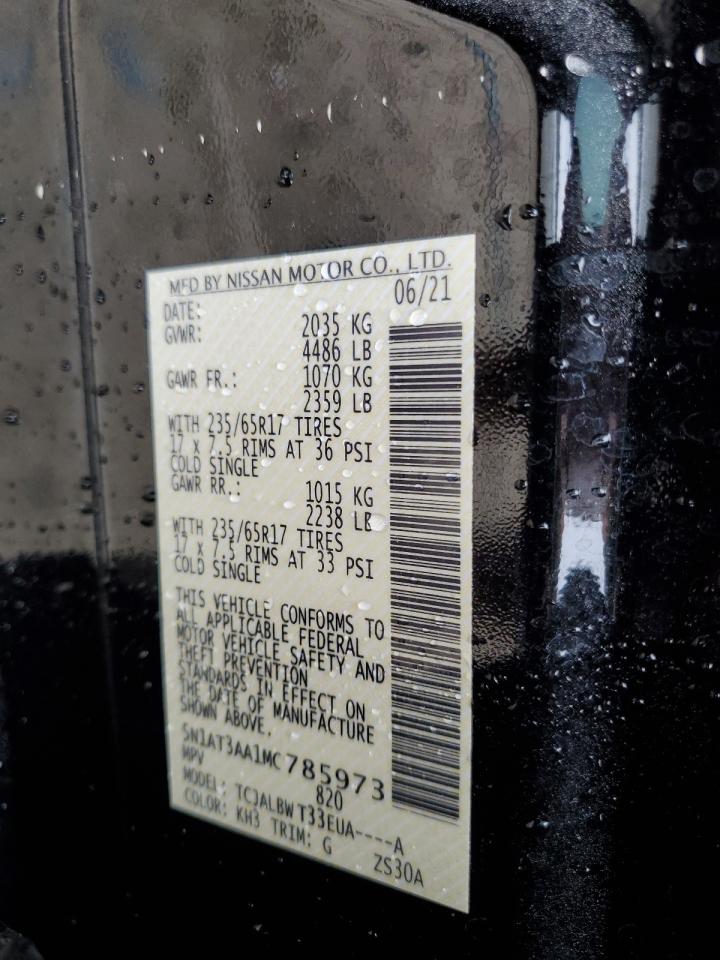 MFD BY NISSAN MOTOR CO., LTD.
DATE: 06/21
GVWR: 2035 KG
4486 LB
GAWR FR.: 1070 KG
2359 LB
WITH 235/65R17 TIRES
17 x 7.5 RIMS AT 36 PSI
COLD SINGLE
GAWR RR.: 1015 KG
2238 LB
WITH 235/65R17 TIRES
17 x 7.5 RIMS AT 33 PSI
COLD SINGLE
THIS VEHICLE CONFORMS TO
ALL APPLICABLE FEDERAL
MOTOR VEHICLE SAFETY AND
THEFT PREVENTION
STANDARDS IN EFFECT ON
THE DATE OF MANUFACTURE
SHOWN ABOVE.
5N1AT3AA1MC785973
MPV 820
MODEL: TCJALBWT33EUA----A
COLOR: KH3 TRIM: G ZS30A